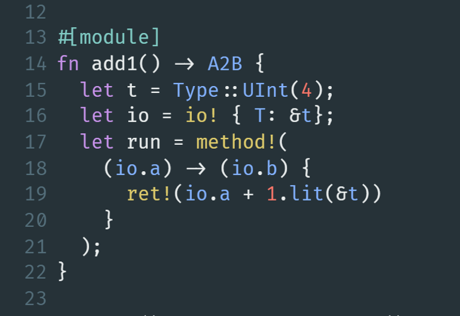 12
13 #[module]
14 fn add1() -> A2B {
15   let t = Type::UInt(4);
16   let io = io! { T: &t};
17   let run = method!(
18     (io.a) -> (io.b) {
19       ret!(io.a + 1.lit(&t))
20     }
21   );
22 }
23